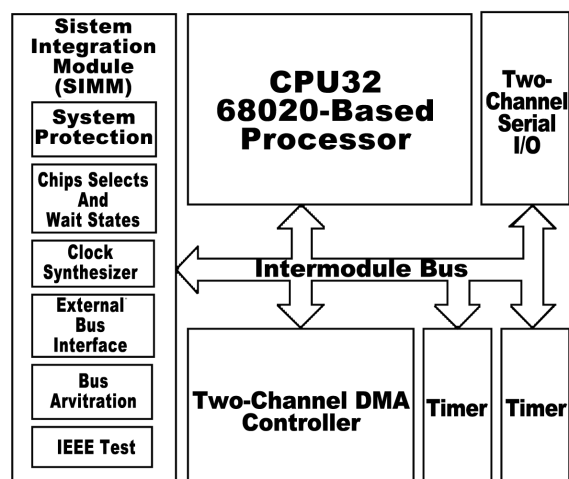 Sistem
Integration
Module
(SIMM)
System
Protection
Chips Selects
And
Wait States
Clock
Synthesizer
External
Bus
Interface
Bus
Arvitration
IEEE Test
CPU32
68020-Based
Processor
Two-
Channel
Serial
I/O
Intermodule Bus
Two-Channel DMA
Controller
Timer
Timer